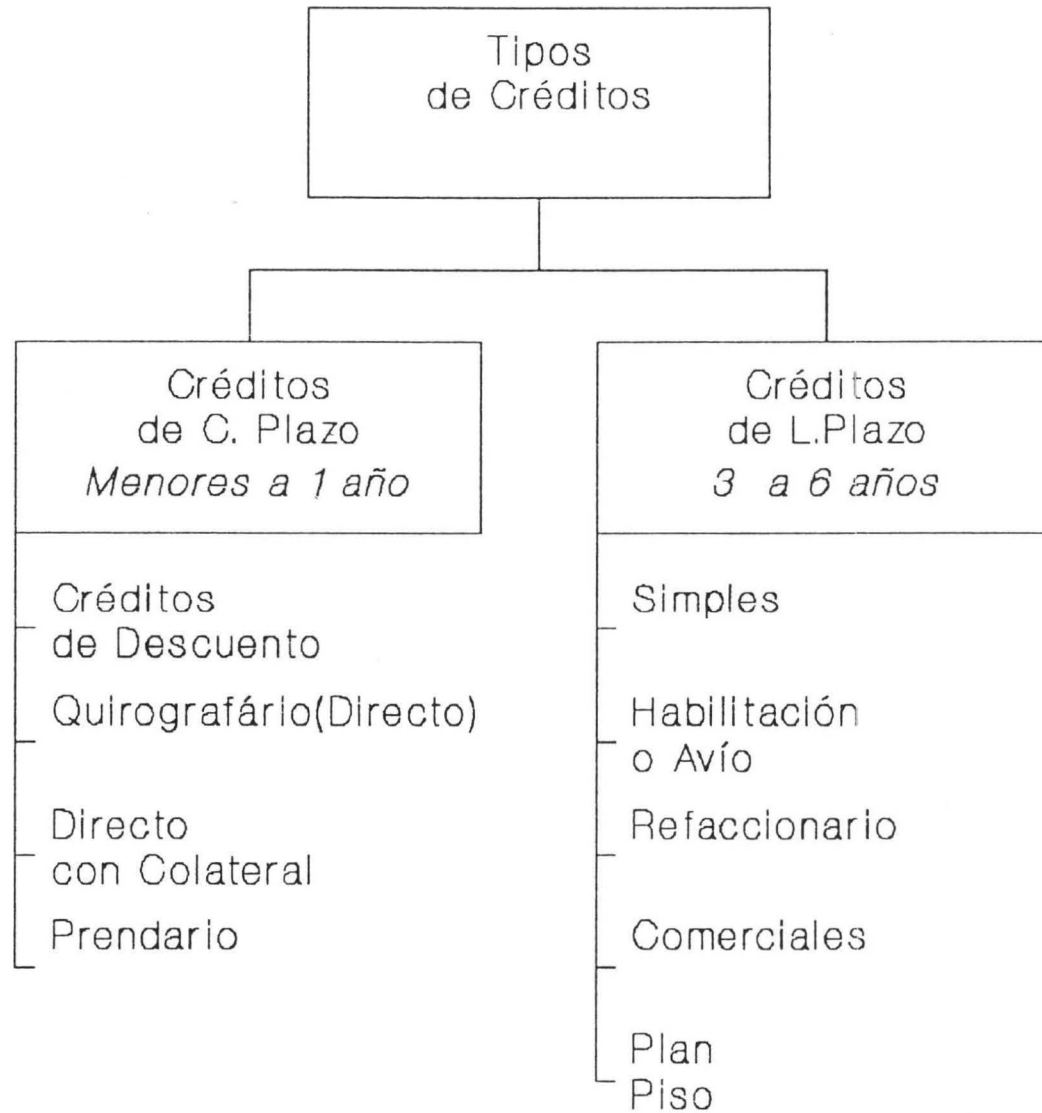 Tipos
de Créditos
Créditos
de C. Plazo
Menores a 1 año
Créditos
de L.Plazo
3 a 6 años
Créditos
de Descuento
Quirografário(Directo)
Directo
con Colateral
Prendario
Simples
Habilitación
o Avío
Refaccionario
Comerciales
Plan
Piso